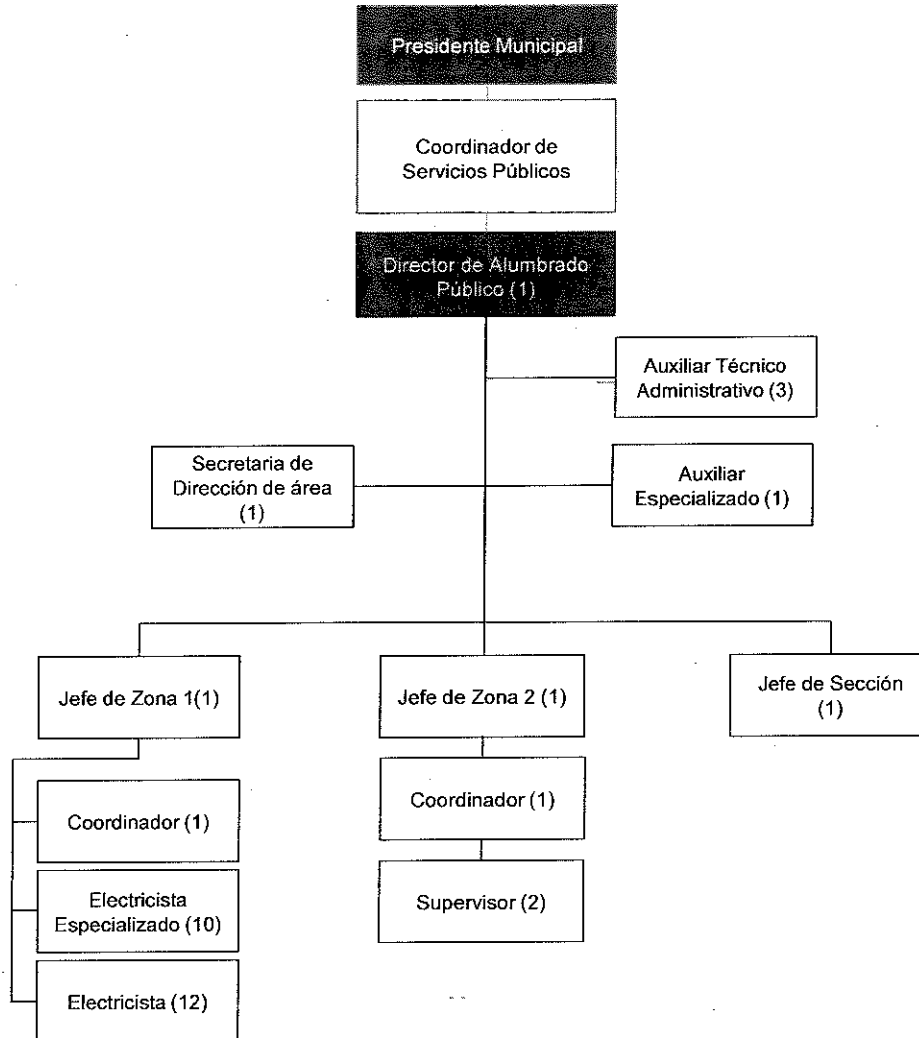 Presidente Municipal
Coordinador de
Servicios Públicos
Director de Alumbrado
Público (1)
Auxiliar Técnico
Administrativo (3)
Secretaria de
Dirección de área
(1)
Auxiliar
Especializado (1)
Jefe de Zona 1(1)
Jefe de Zona 2 (1)
Jefe de Sección
(1)
Coordinador (1)
Coordinador (1)
Electricista
Especializado (10)
Supervisor (2)
Electricista (12)